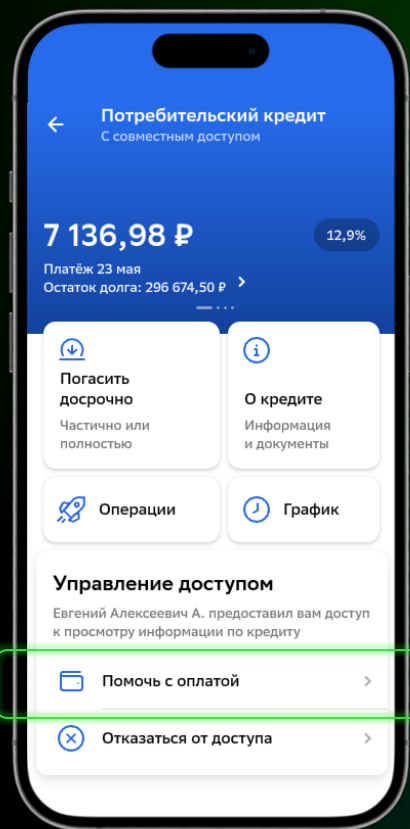 Потребительский кредит
С совместным доступом
7 136,98 ₽
12,9%
Платёж 23 мая
Остаток долга: 296 674,50 ₽
Погасить
досрочно
Частично или
полностью
О кредите
Информация
и документы
Операции
График
Управление доступом
Евгений Алексеевич А. предоставил вам доступ
к просмотру информации по кредиту
Помочь с оплатой
Отказаться от доступа